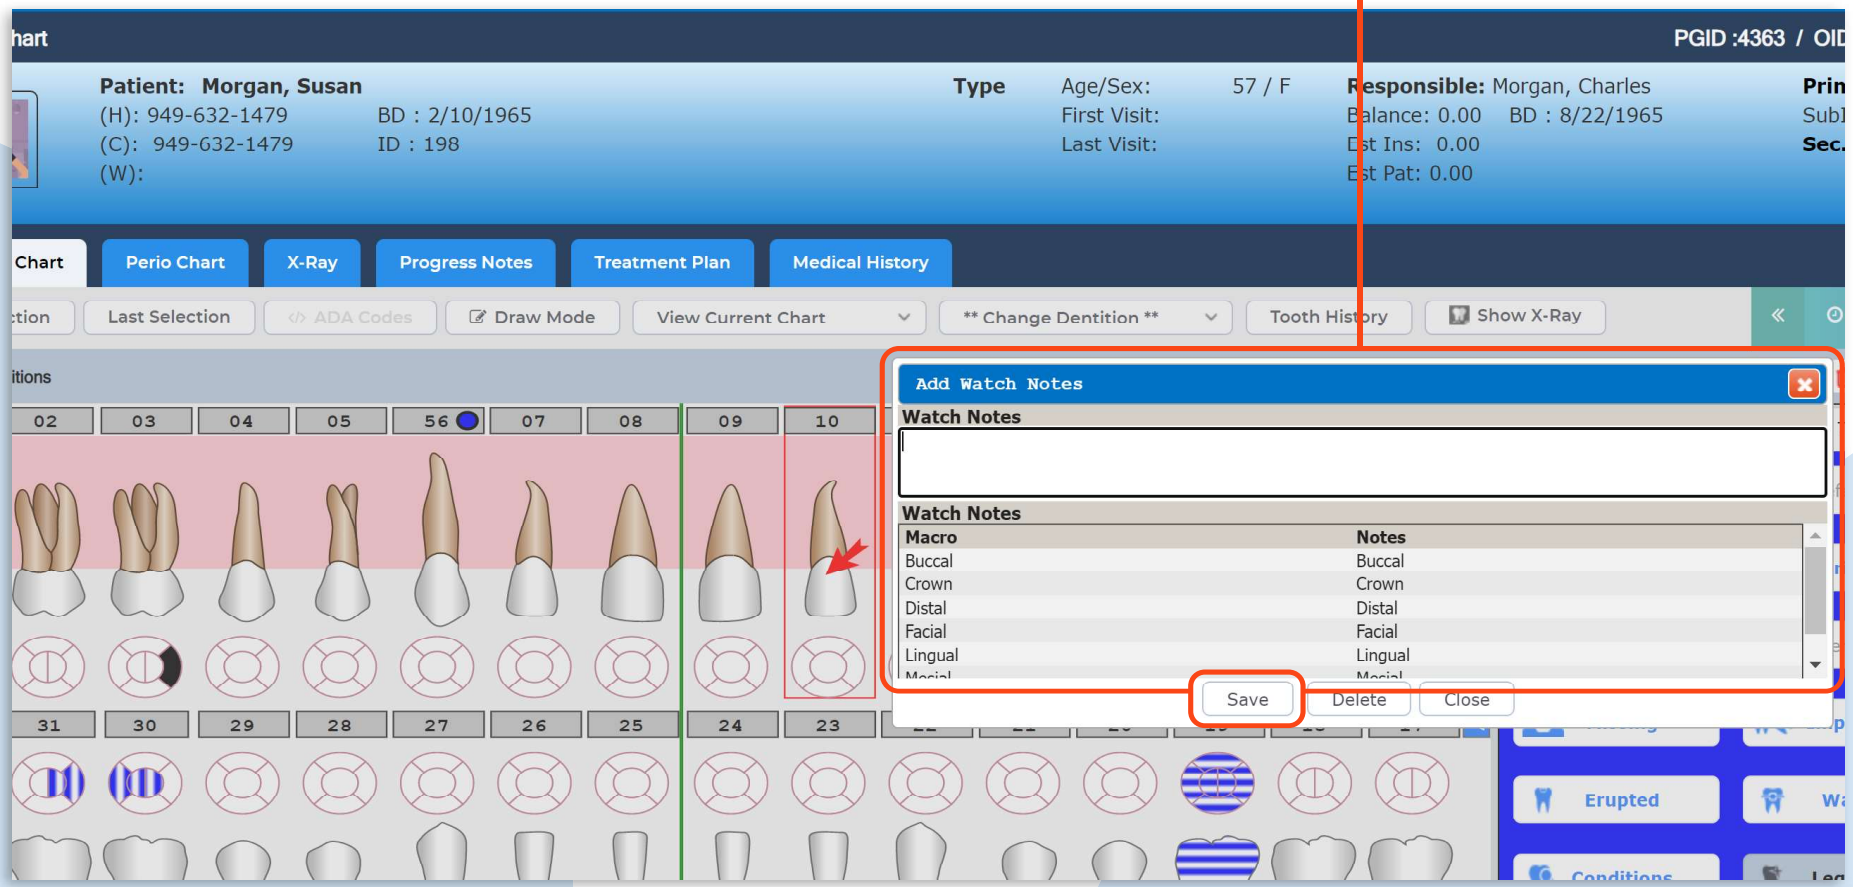 hart
PGID :4363 / OID
Patient: Morgan, Susan
Type
Age/Sex: 57 / F
Responsible: Morgan, Charles
Prin
(H): 949-632-1479 BD : 2/10/1965
First Visit:
Balance: 0.00 BD : 8/22/1965
SubI
(C): 949-632-1479 ID : 198
Last Visit:
Est Ins: 0.00
Sec.
(W):
Est Pat: 0.00
Chart Perio Chart X-Ray Progress Notes Treatment Plan Medical History
ction Last Selection </> ADA Codes Draw Mode View Current Chart ** Change Dentition ** Tooth History Show X-Ray
itions
Add Watch Notes
02 03 04 05 56 07 08 09 10
Watch Notes
Watch Notes
Macro Notes
Buccal Buccal
Crown Crown
Distal Distal
Facial Facial
Lingual Lingual
Mesial Mesial
Save Delete Close
31 30 29 28 27 26 25 24 23
Erupted Wa
Conditions Leg